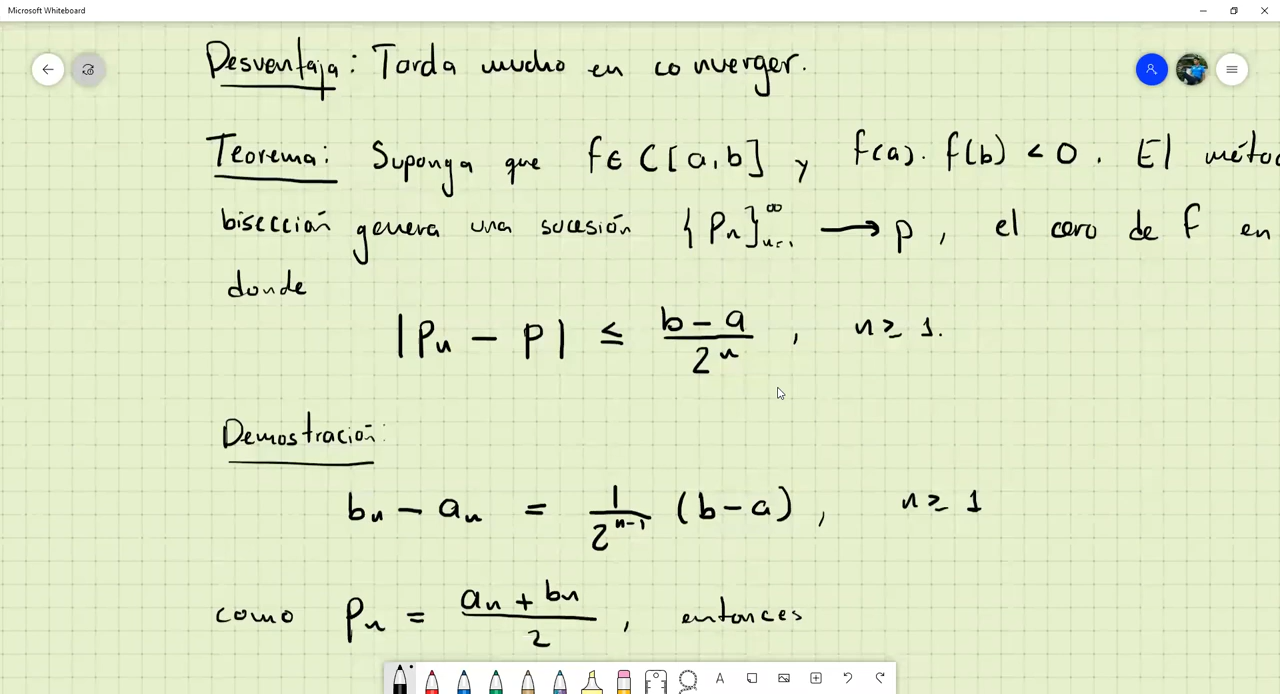 Microsoft Whiteboard
Desventaja: Tarda mucho en converger.
Teorema: Suponga que f ∈ C[a,b] y f(a). f(b) < 0. El
bisección genera una sucesión {Pn}∞n=1 → p, el cero de f en
donde
|Pn - p| ≤ b - a / 2^n, n ≥ 1.
Demostración:
bn - an = 1 / 2^n-1 (b - a), n ≥ 1
como Pn = an + bn / 2, entonces
A